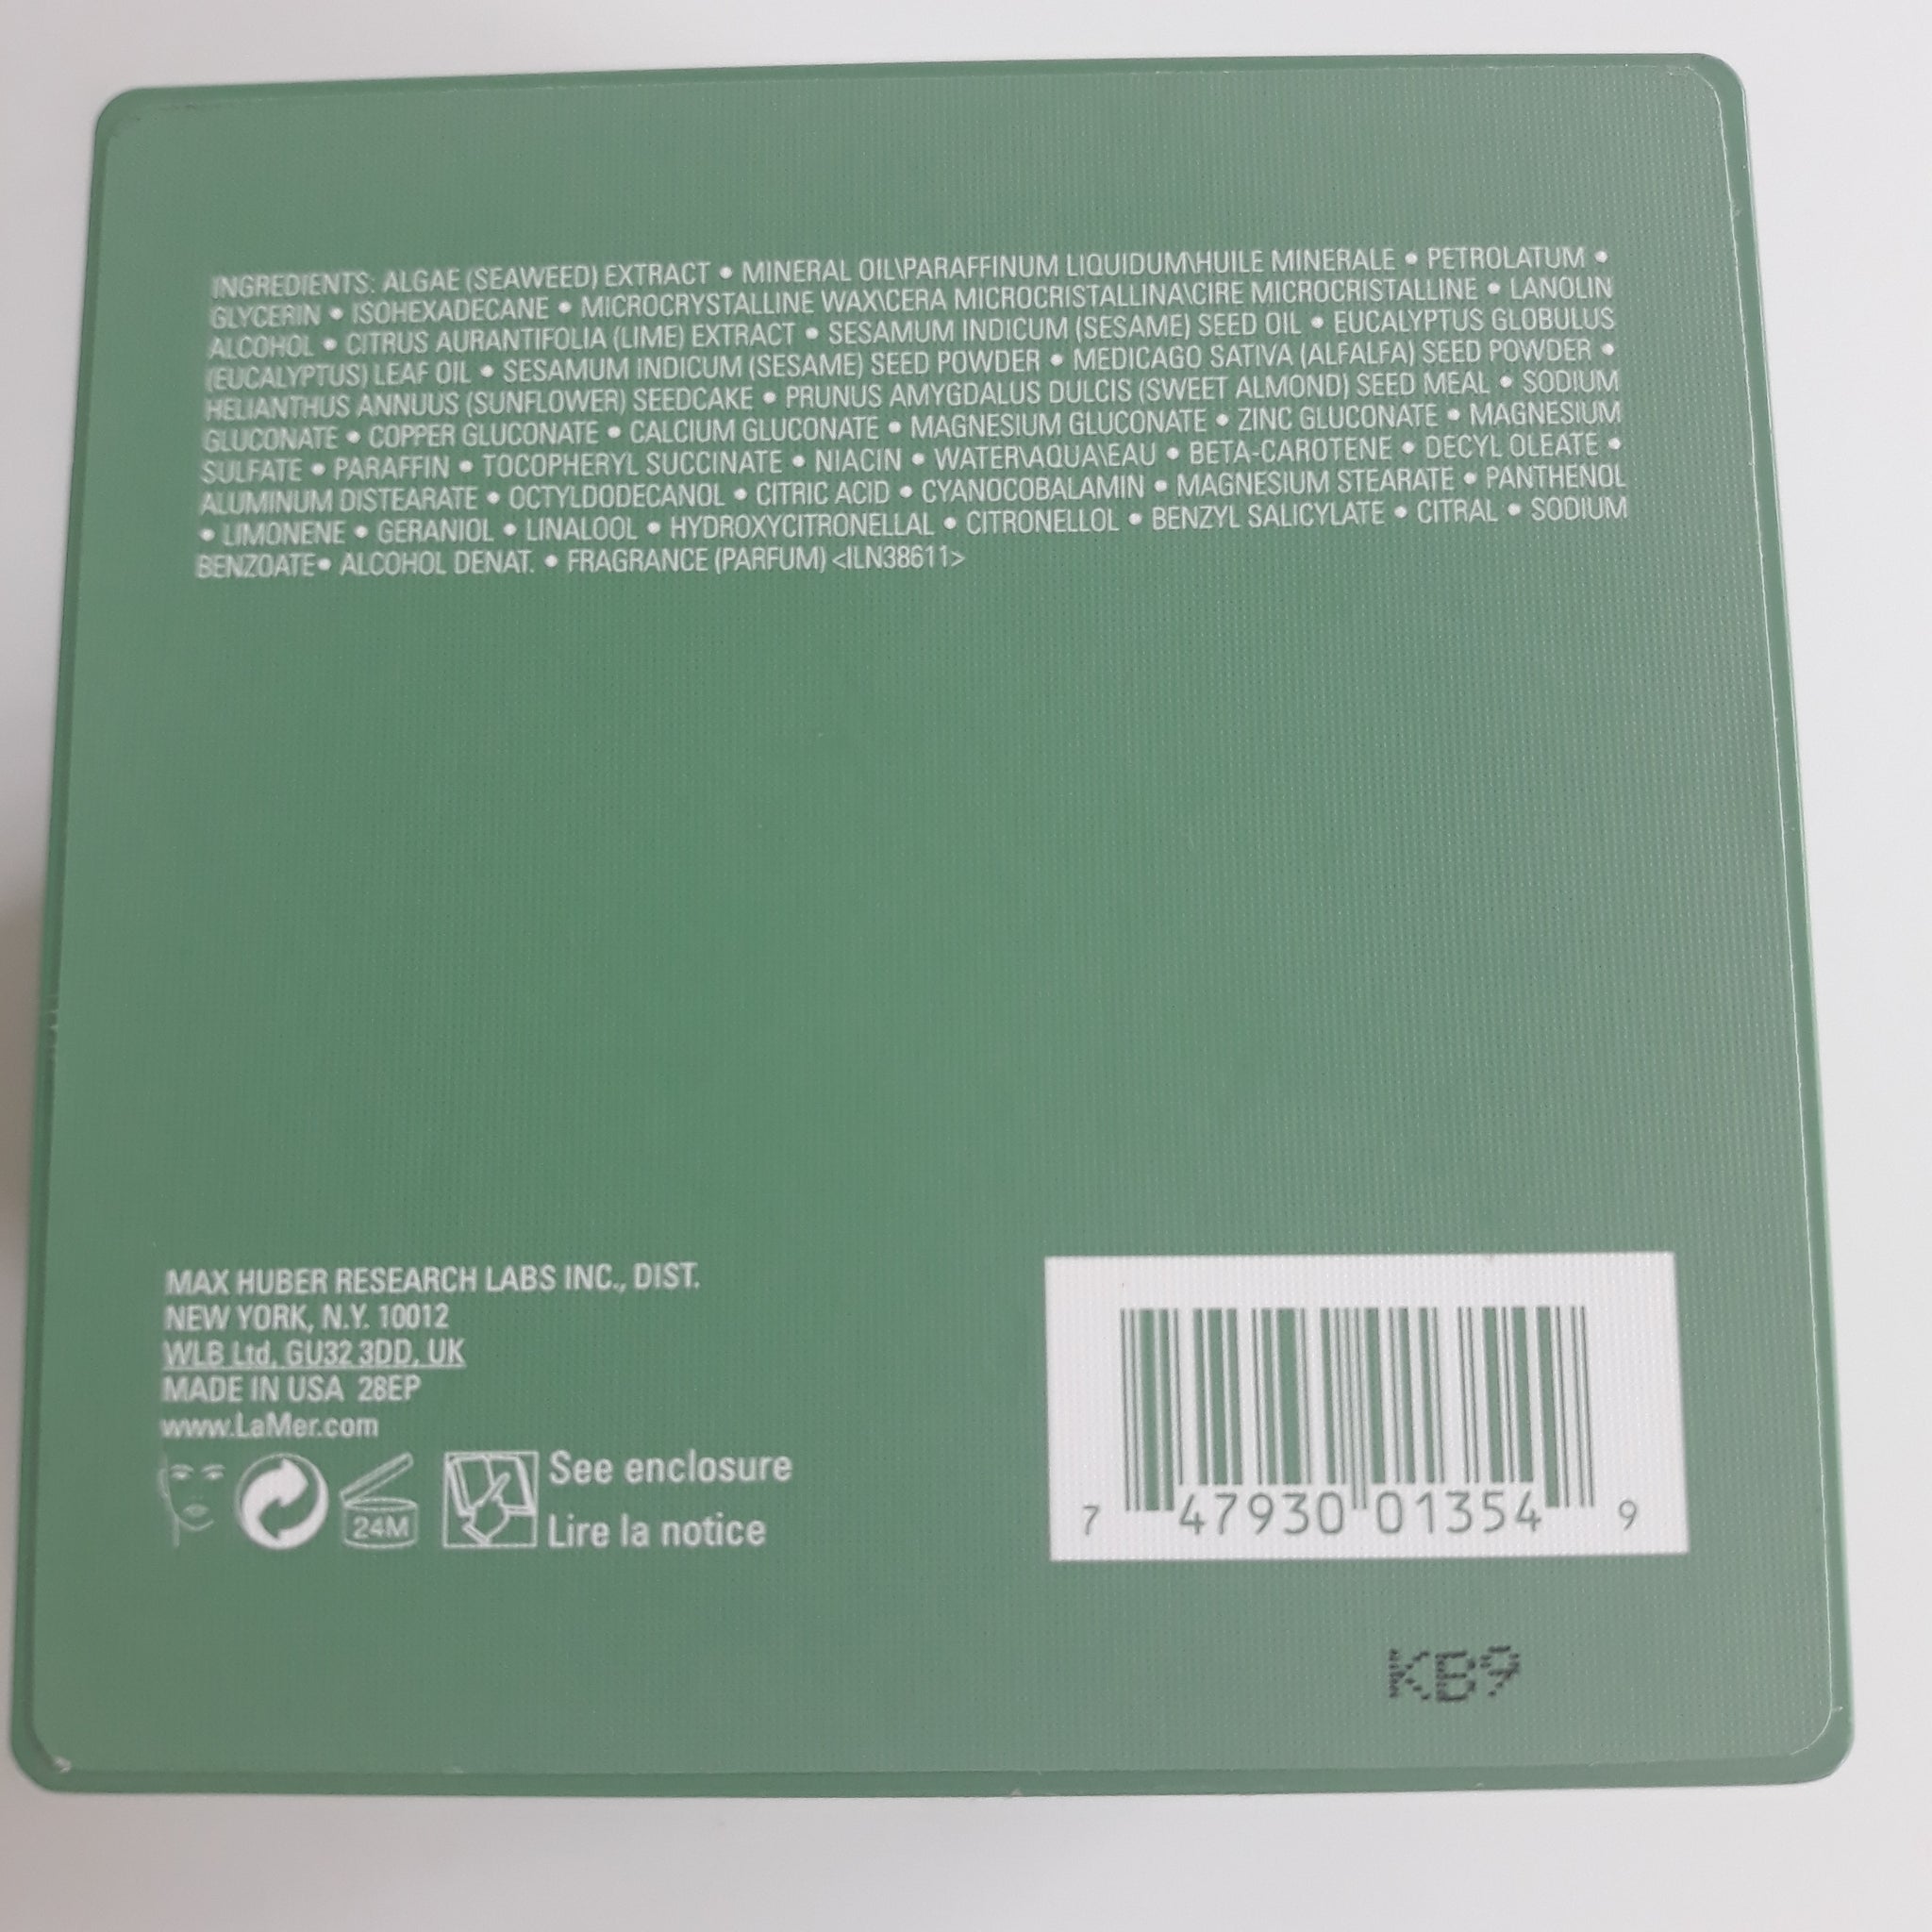 INGREDIENTS: ALGAE (SEAWEED) EXTRACT • MINERAL OIL\PARAFFINUM LIQUIDUM\HUILE MINERALE • PETROLATUM •
GLYCERIN • ISOHEXADECANE • MICROCRYSTALLINE WAX\CERA MICROCRISTALLINA\CIRE MICROCRISTALLINE • LANOLIN
ALCOHOL • CITRUS AURANTIFOLIA (LIME) EXTRACT • SESAMUM INDICUM (SESAME) SEED OIL • EUCALYPTUS GLOBULUS
(EUCALYPTUS) LEAF OIL • SESAMUM INDICUM (SESAME) SEED POWDER • MEDICAGO SATIVA (ALFALFA) SEED POWDER •
HELIANTHUS ANNUUS (SUNFLOWER) SEEDCAKE • PRUNUS AMYGDALUS DULCIS (SWEET ALMOND) SEED MEAL • SODIUM
GLUCONATE • COPPER GLUCONATE • CALCIUM GLUCONATE • MAGNESIUM GLUCONATE • ZINC GLUCONATE • MAGNESIUM
SULFATE • PARAFFIN • TOCOPHERYL SUCCINATE • NIACIN • WATER\AQUA\EAU • BETA-CAROTENE • DECYL OLEATE •
ALUMINUM DISTEARATE • OCTYLDODECANOL • CITRIC ACID • CYANOCOBALAMIN • MAGNESIUM STEARATE • PANTHENOL
• LIMONENE • GERANIOL • LINALOOL • HYDROXYCITRONELLAL • CITRONELLOL • BENZYL SALICYLATE • CITRAL • SODIUM
BENZOATE• ALCOHOL DENAT. • FRAGRANCE (PARFUM) <ILN38611>
MAX HUBER RESEARCH LABS INC., DIST.
NEW YORK, N.Y. 10012
WLB Ltd, GU32 3DD, UK
MADE IN USA 28EP
www.LaMer.com
24M
See enclosure
Lire la notice
7 47930 01354 9
KB9